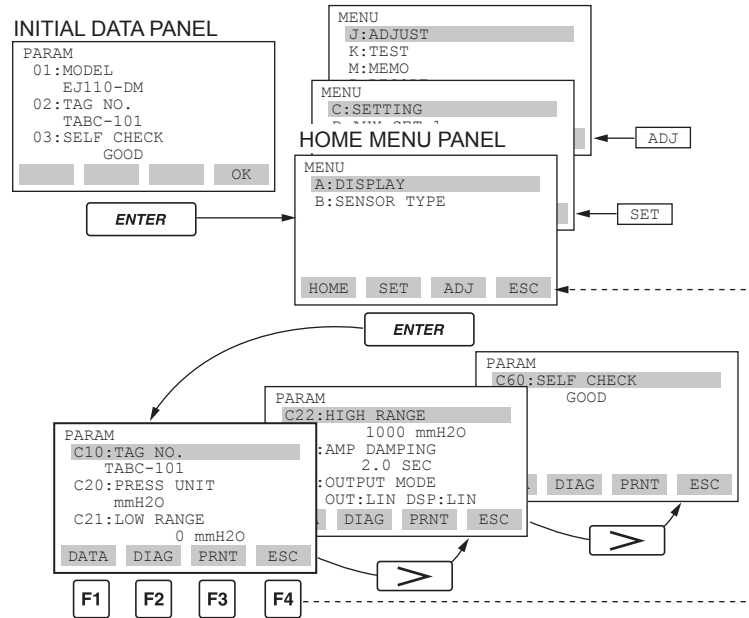 INITIAL DATA PANEL
PARAM
01:MODEL
EJ110-DM
02:TAG NO.
TABC-101
03:SELF CHECK
GOOD
OK
ENTER
MENU
J:ADJUST
K:TEST
M:MEMO
ADJ
MENU
C:SETTING
SET
HOME MENU PANEL
MENU
A:DISPLAY
B:SENSOR TYPE
HOME SET ADJ ESC
ENTER
PARAM
C10:TAG NO.
TABC-101
C20:PRESS UNIT
mmH2O
C21:LOW RANGE
0 mmH2O
DATA DIAG PRNT ESC
F1 F2 F3 F4
>
PARAM
C22:HIGH RANGE
1000 mmH2O
:AMP DAMPING
2.0 SEC
:OUTPUT MODE
OUT:LIN DSP:LIN
DIAG PRNT ESC
>
PARAM
C60:SELF CHECK
GOOD
DIAG PRNT ESC